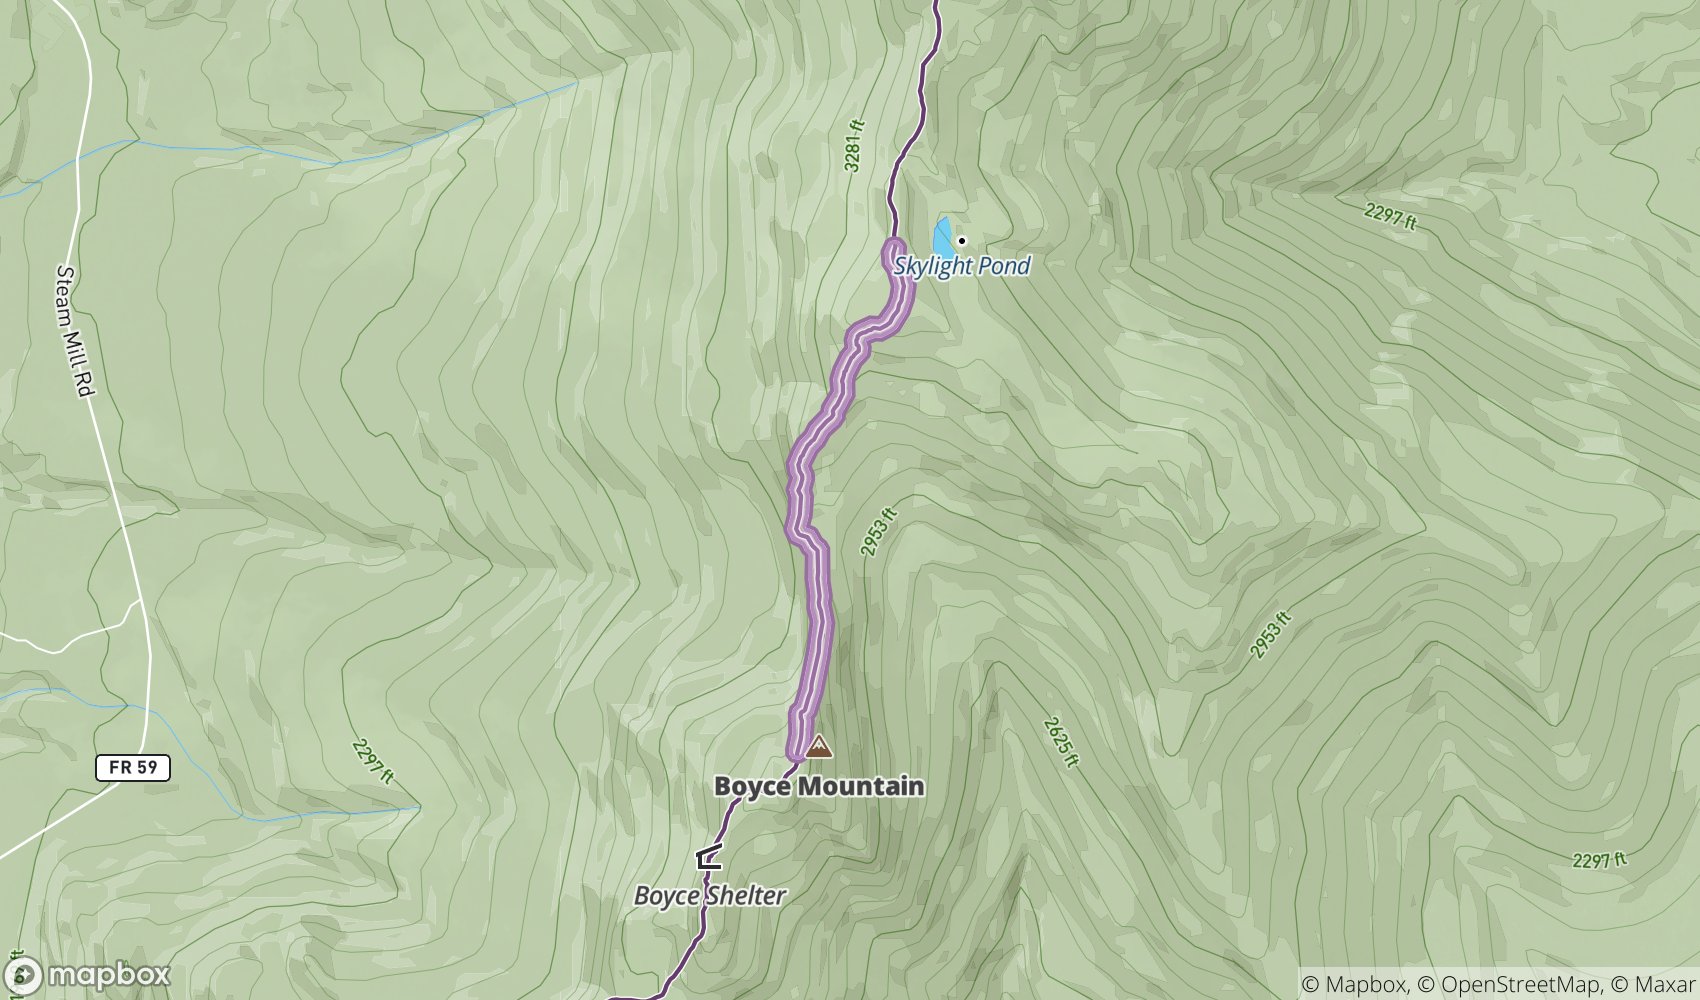 3281 ft
2297 ft
Skylight Pond
Steam Mill Rd
2953 ft
2953 ft
2625 ft
2297 ft
FR 59
Boyce Mountain
2297 ft
Boyce Shelter
mapbox
© Mapbox, © OpenStreetMap, © Maxar